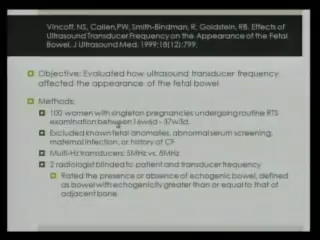 Vincoff, NS, Callen,PW, Smith-Bindman, R, Goldstein, RB. Effects of
Ultrasound Transducer Frequency on the Appearance of the Fetal
Bowel. J Ultrasound Med. 1999;18(12):799.
Objective: Evaluated how ultrasound transducer frequency
affected the appearance of the fetal bowel
Methods:
100 women with singleton pregnancies undergoing routine RTS
examination between 16w6d - 37w3d.
Excluded known fetal anomalies, abnormal serum screening,
maternal infection, or history of CF
Multi-Hz transducers: 5MHz vs. 8MHz
2 radiologist blinded to patient and transducer frequency
Rated the presence or absence of echogenic bowel, defined
as bowel with echogenicity greater than or equal to that of
adjacent bone.